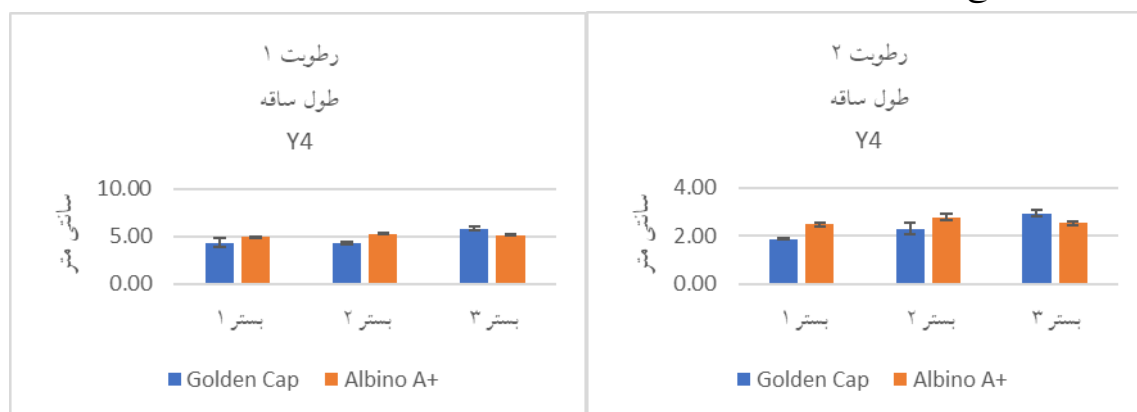 رطوبت ۱
طول ساقه
Y4
سانتی متر
10.00
5.00
0.00
بستر ۱ بستر ۲ بستر ۳
Golden Cap Albino A+
رطوبت ۲
طول ساقه
Y4
سانتی متر
4.00
2.00
0.00
بستر ۱ بستر ۲ بستر ۳
Golden Cap Albino A+